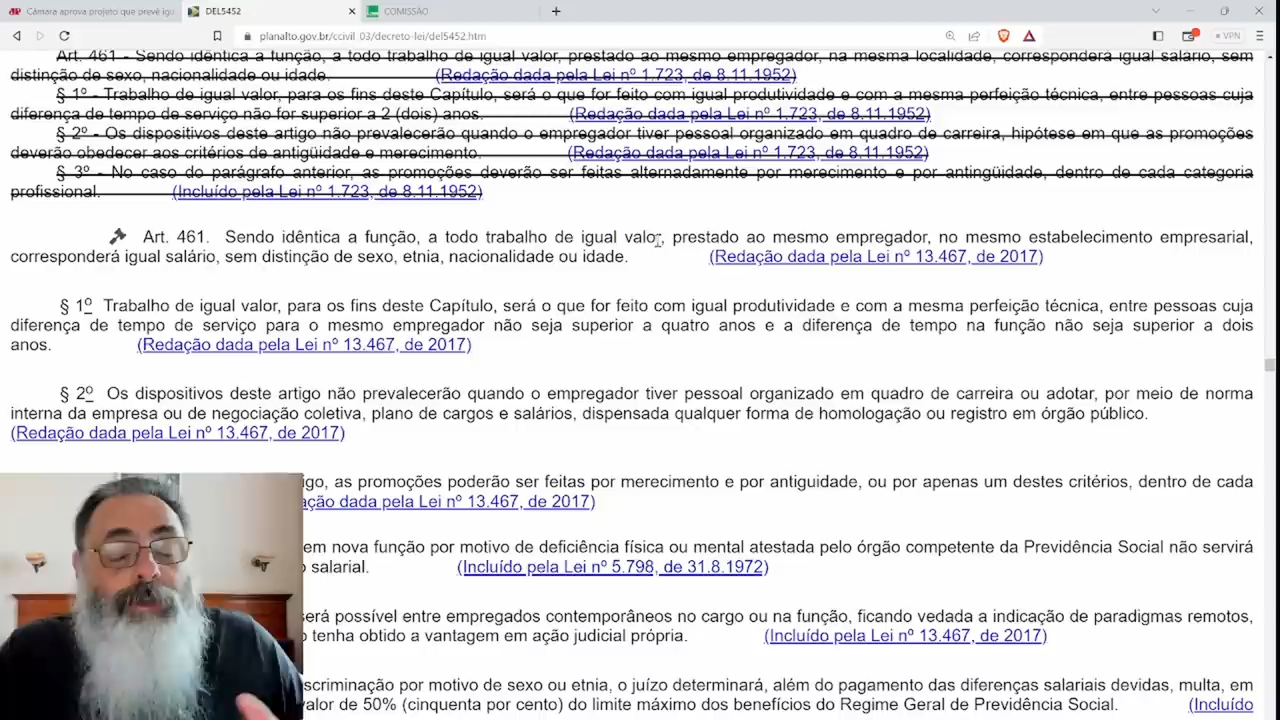 Câmara aprova projeto que prevê igu
DEL5452
COMISSÃO
planalto.gov.br/ccivil_03/decreto-lei/del5452.htm
VPN
Art. 461 - Sendo idêntica a função, a todo trabalho de igual valor, prestado ao mesmo empregador, na mesma localidade, corresponderá igual salário, sem
distinção de sexo, nacionalidade ou idade. (Redação dada pela Lei nº 1.723, de 8.11.1952)
§ 1º - Trabalho de igual valor, para os fins deste Capítulo, será o que for feito com igual produtividade e com a mesma perfeição técnica, entre pessoas cuja
diferença de tempo de serviço não for superior a 2 (dois) anos. (Redação dada pela Lei nº 1.723, de 8.11.1952)
§ 2º - Os dispositivos deste artigo não prevalecerão quando o empregador tiver pessoal organizado em quadro de carreira, hipótese em que as promoções
deverão obedecer aos critérios de antigüidade e merecimento. (Redação dada pela Lei nº 1.723, de 8.11.1952)
§ 3º - No caso do parágrafo anterior, as promoções deverão ser feitas alternadamente por merecimento e por antingüidade, dentro de cada categoria
profissional. (Incluído pela Lei nº 1.723, de 8.11.1952)
Art. 461. Sendo idêntica a função, a todo trabalho de igual valor, prestado ao mesmo empregador, no mesmo estabelecimento empresarial,
corresponderá igual salário, sem distinção de sexo, etnia, nacionalidade ou idade. (Redação dada pela Lei nº 13.467, de 2017)
§ 1º Trabalho de igual valor, para os fins deste Capítulo, será o que for feito com igual produtividade e com a mesma perfeição técnica, entre pessoas cuja
diferença de tempo de serviço para o mesmo empregador não seja superior a quatro anos e a diferença de tempo na função não seja superior a dois
anos. (Redação dada pela Lei nº 13.467, de 2017)
§ 2º Os dispositivos deste artigo não prevalecerão quando o empregador tiver pessoal organizado em quadro de carreira ou adotar, por meio de norma
interna da empresa ou de negociação coletiva, plano de cargos e salários, dispensada qualquer forma de homologação ou registro em órgão público.
(Redação dada pela Lei nº 13.467, de 2017)
igo, as promoções poderão ser feitas por merecimento e por antiguidade, ou por apenas um destes critérios, dentro de cada
ação dada pela Lei nº 13.467, de 2017)
em nova função por motivo de deficiência física ou mental atestada pelo órgão competente da Previdência Social não servirá
o salarial. (Incluído pela Lei nº 5.798, de 31.8.1972)
será possível entre empregados contemporâneos no cargo ou na função, ficando vedada a indicação de paradigmas remotos,
o tenha obtido a vantagem em ação judicial própria. (Incluído pela Lei nº 13.467, de 2017)
scriminação por motivo de sexo ou etnia, o juízo determinará, além do pagamento das diferenças salariais devidas, multa, em
valor de 50% (cinquenta por cento) do limite máximo dos benefícios do Regime Geral de Previdência Social. (Incluído